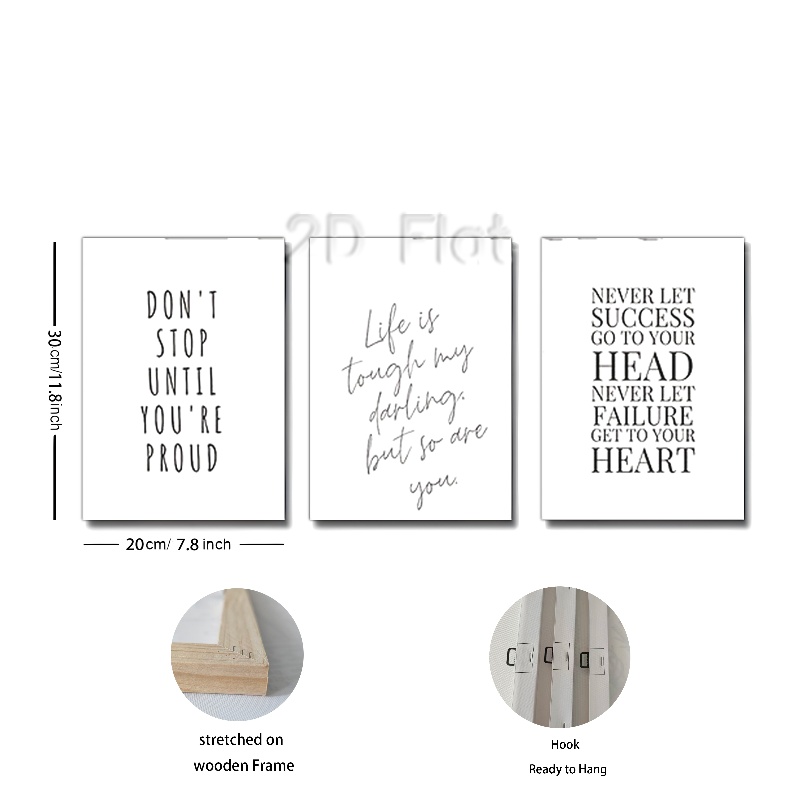 2D Flat
DON'T
STOP
UNTIL
YOU'RE
PROUD
Life is
tough my
darling.
but so are
you.
NEVER LET
SUCCESS
GO TO YOUR
HEAD
NEVER LET
FAILURE
GET TO YOUR
HEART
30cm/11.8inch
20cm/ 7.8 inch
stretched on
wooden Frame
Hook
Ready to Hang